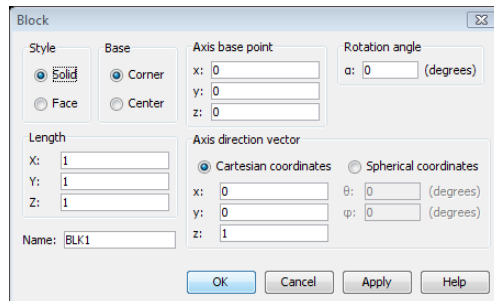 Block
Style
Solid
Face
Base
Corner
Center
Axis base point
x: 0
y: 0
z: 0
Rotation angle
α: 0 (degrees)
Length
X: 1
Y: 1
Z: 1
Axis direction vector
Cartesian coordinates
Spherical coordinates
x: 0
y: 0
z: 1
θ: 0 (degrees)
φ: 0 (degrees)
Name: BLK1
OK Cancel Apply Help